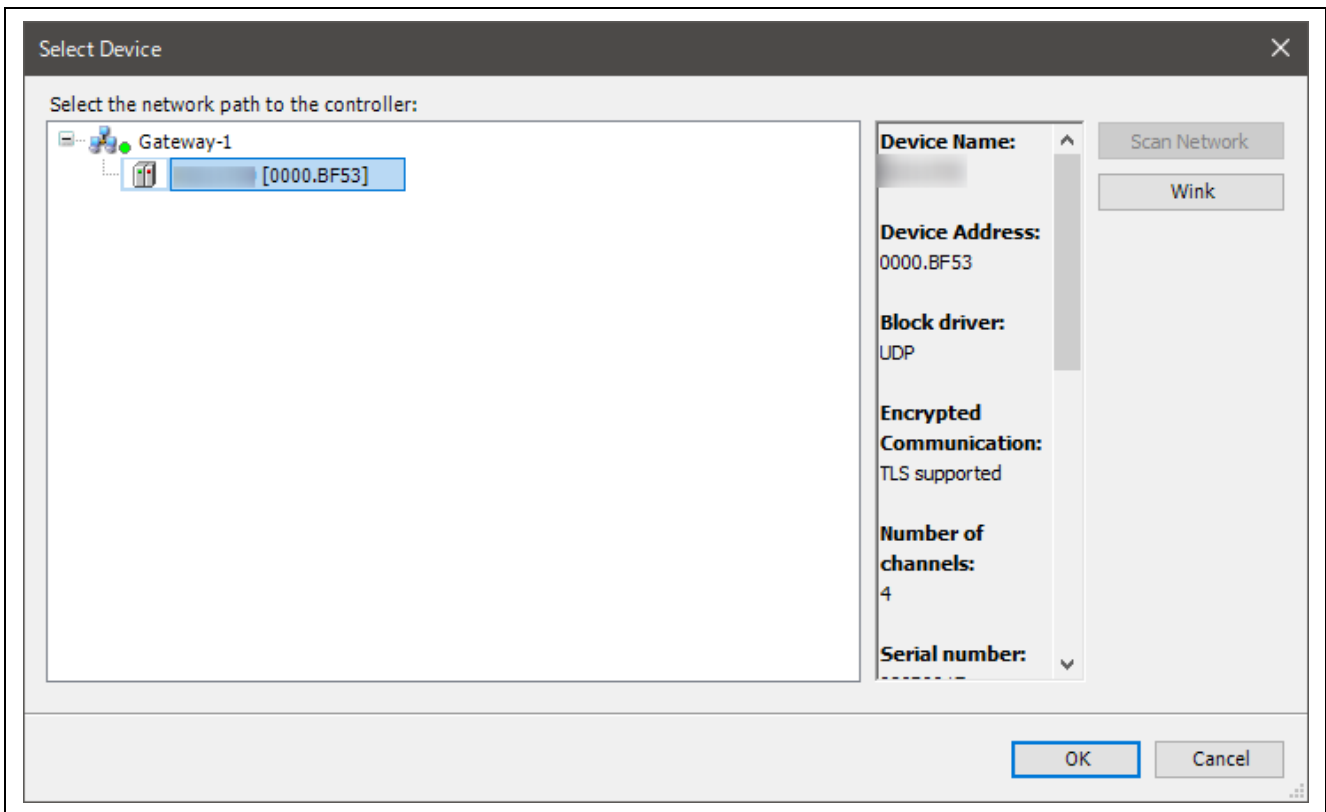 Select Device
Select the network path to the controller:
Gateway-1
[0000.BF53]
Device Name:
Device Address:
0000.BF53
Block driver:
UDP
Encrypted
Communication:
TLS supported
Number of
channels:
4
Serial number:
Scan Network
Wink
OK
Cancel